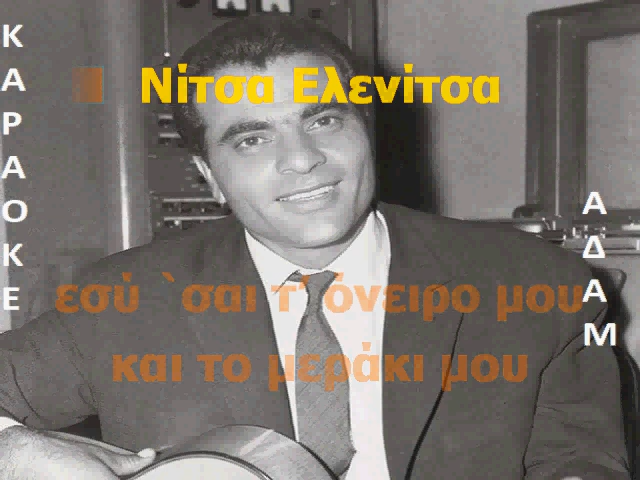 ΚΑΡΑΟΚΕ
Νίτσα Ελενίτσα
ΑΔΑΜ
εσύ `σαι τ' όνειρο μου
και το μεράκι μου